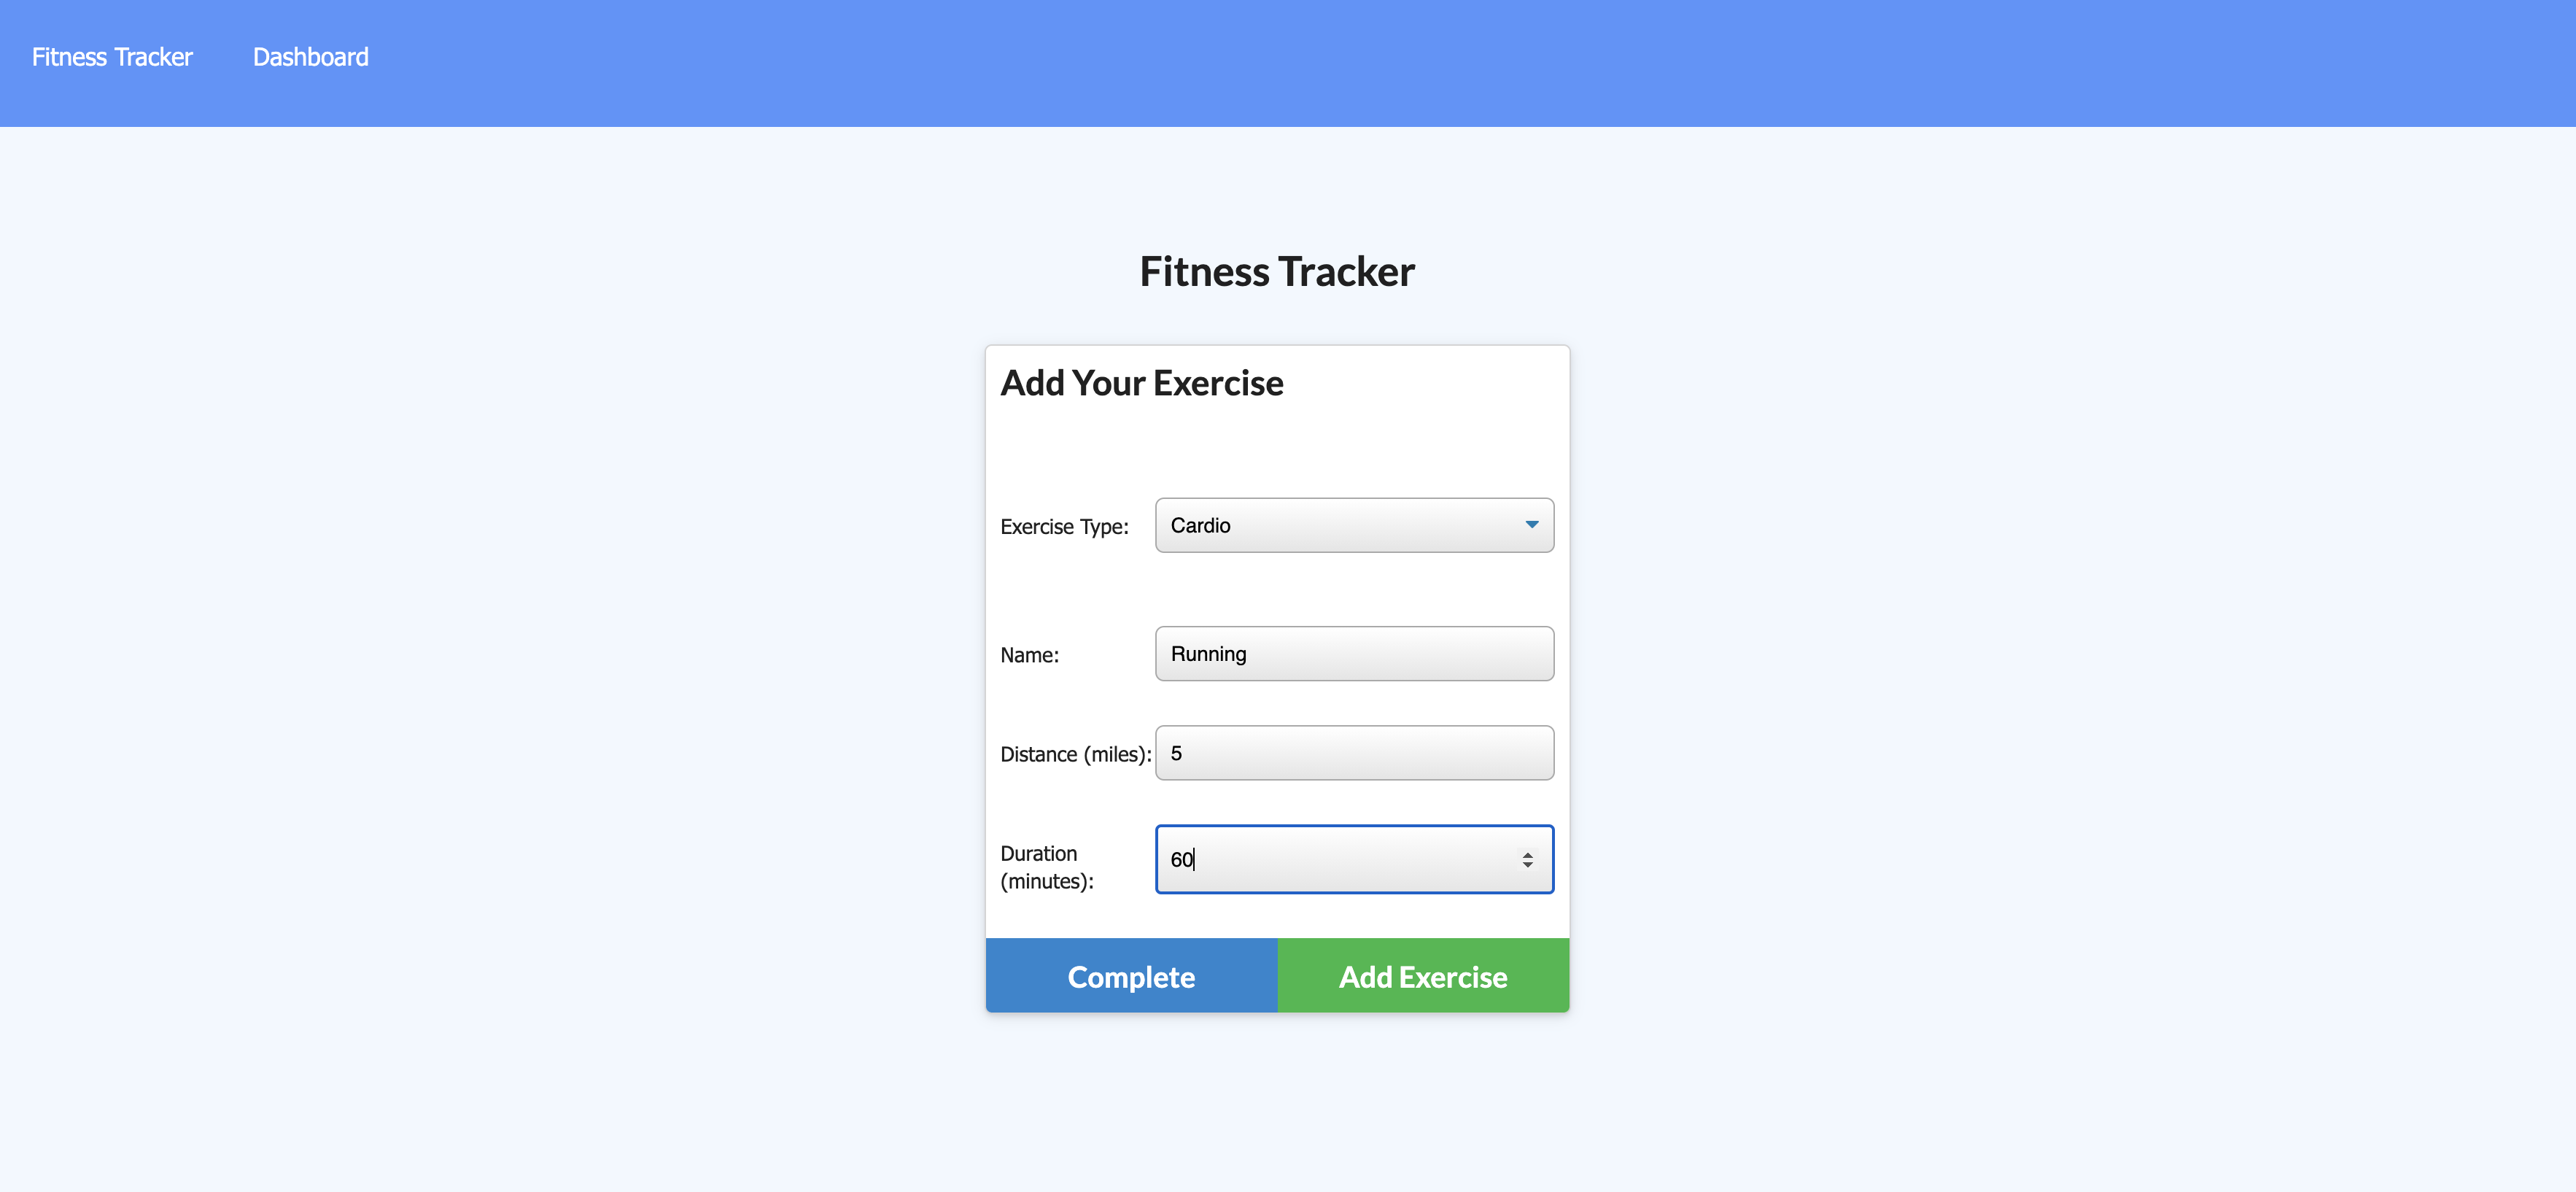 Fitness Tracker Dashboard
Fitness Tracker
Add Your Exercise
Exercise Type: Cardio
Name: Running
Distance (miles): 5
Duration
(minutes): 60
Complete Add Exercise